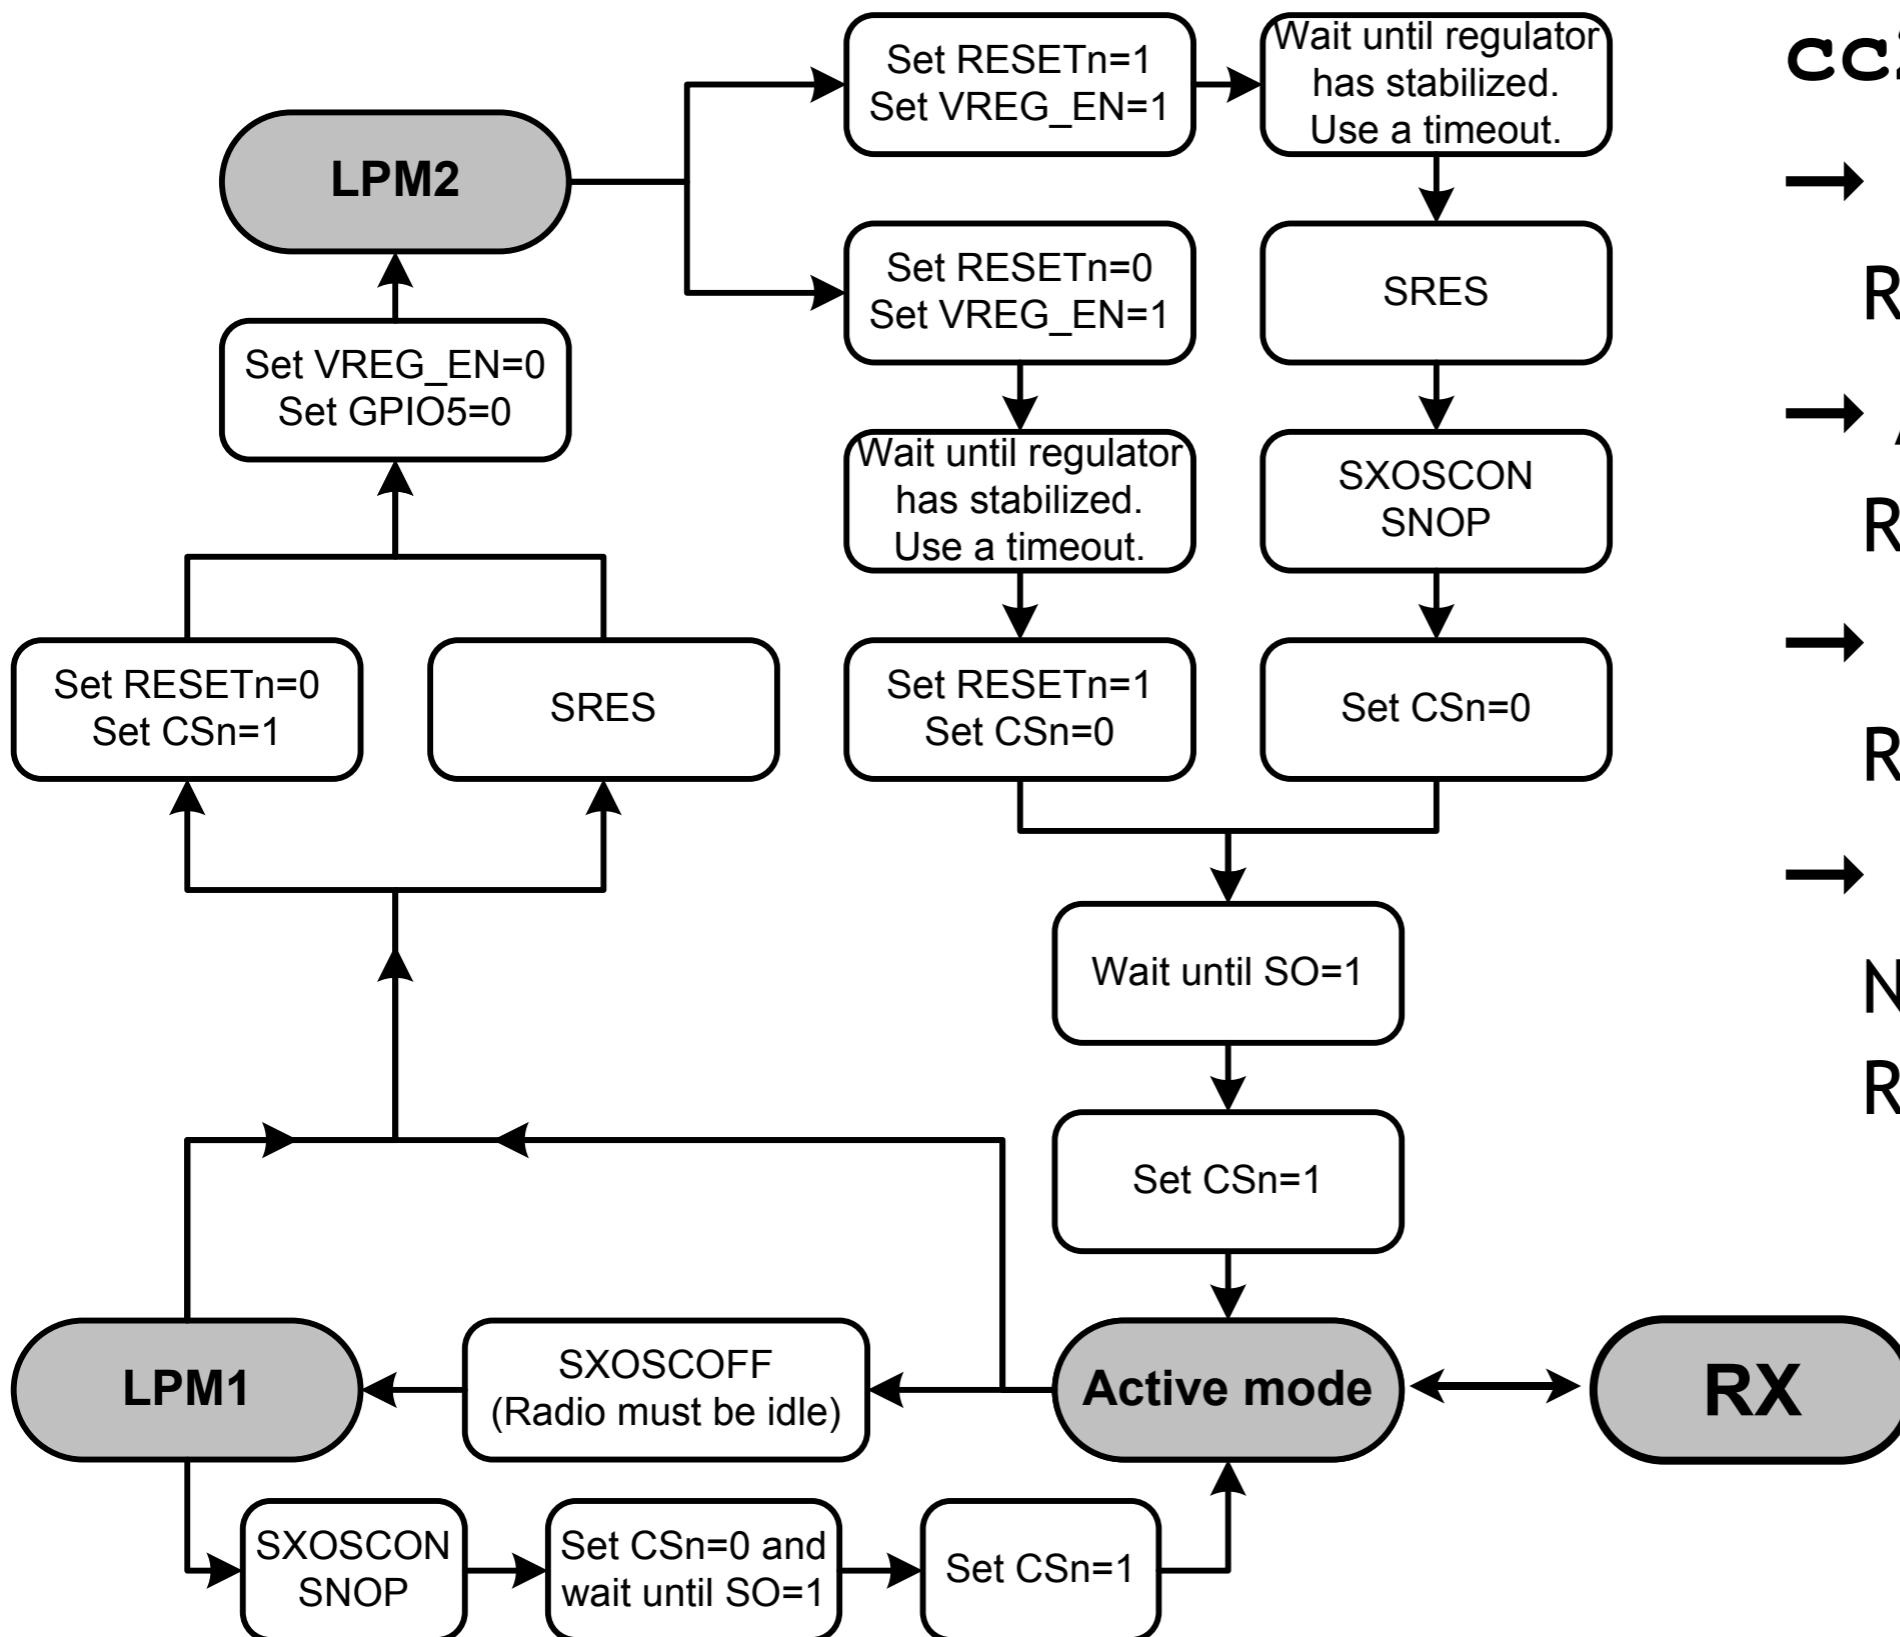 Set RESETn=1
Set VREG_EN=1
Wait until regulator
has stabilized.
Use a timeout.
LPM2
Set RESETn=0
Set VREG_EN=1
SRES
Set VREG_EN=0
Set GPIO5=0
Wait until regulator
has stabilized.
Use a timeout.
SXOSCON
SNOP
Set RESETn=0
Set CSn=1
SRES
Set RESETn=1
Set CSn=0
Set CSn=0
Wait until SO=1
Set CSn=1
LPM1
SXOSCOFF
(Radio must be idle)
Active mode
RX
SXOSCON
SNOP
Set CSn=0 and
wait until SO=1
Set CSn=1